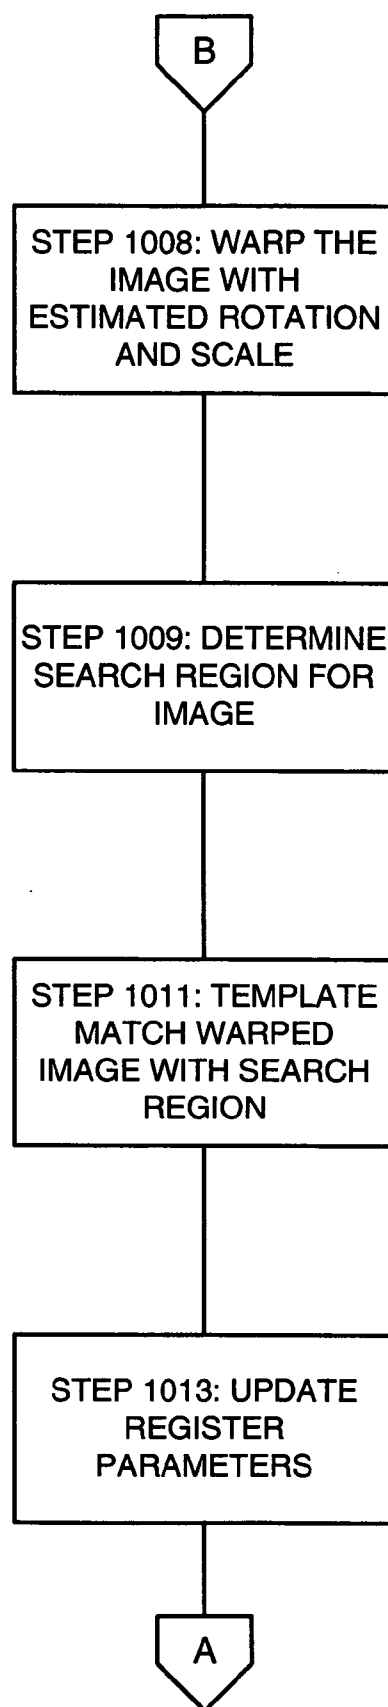 B
STEP 1008: WARP THE
IMAGE WITH
ESTIMATED ROTATION
AND SCALE
STEP 1009: DETERMINE
SEARCH REGION FOR
IMAGE
STEP 1011: TEMPLATE
MATCH WARPED
IMAGE WITH SEARCH
REGION
STEP 1013: UPDATE
REGISTER
PARAMETERS
A